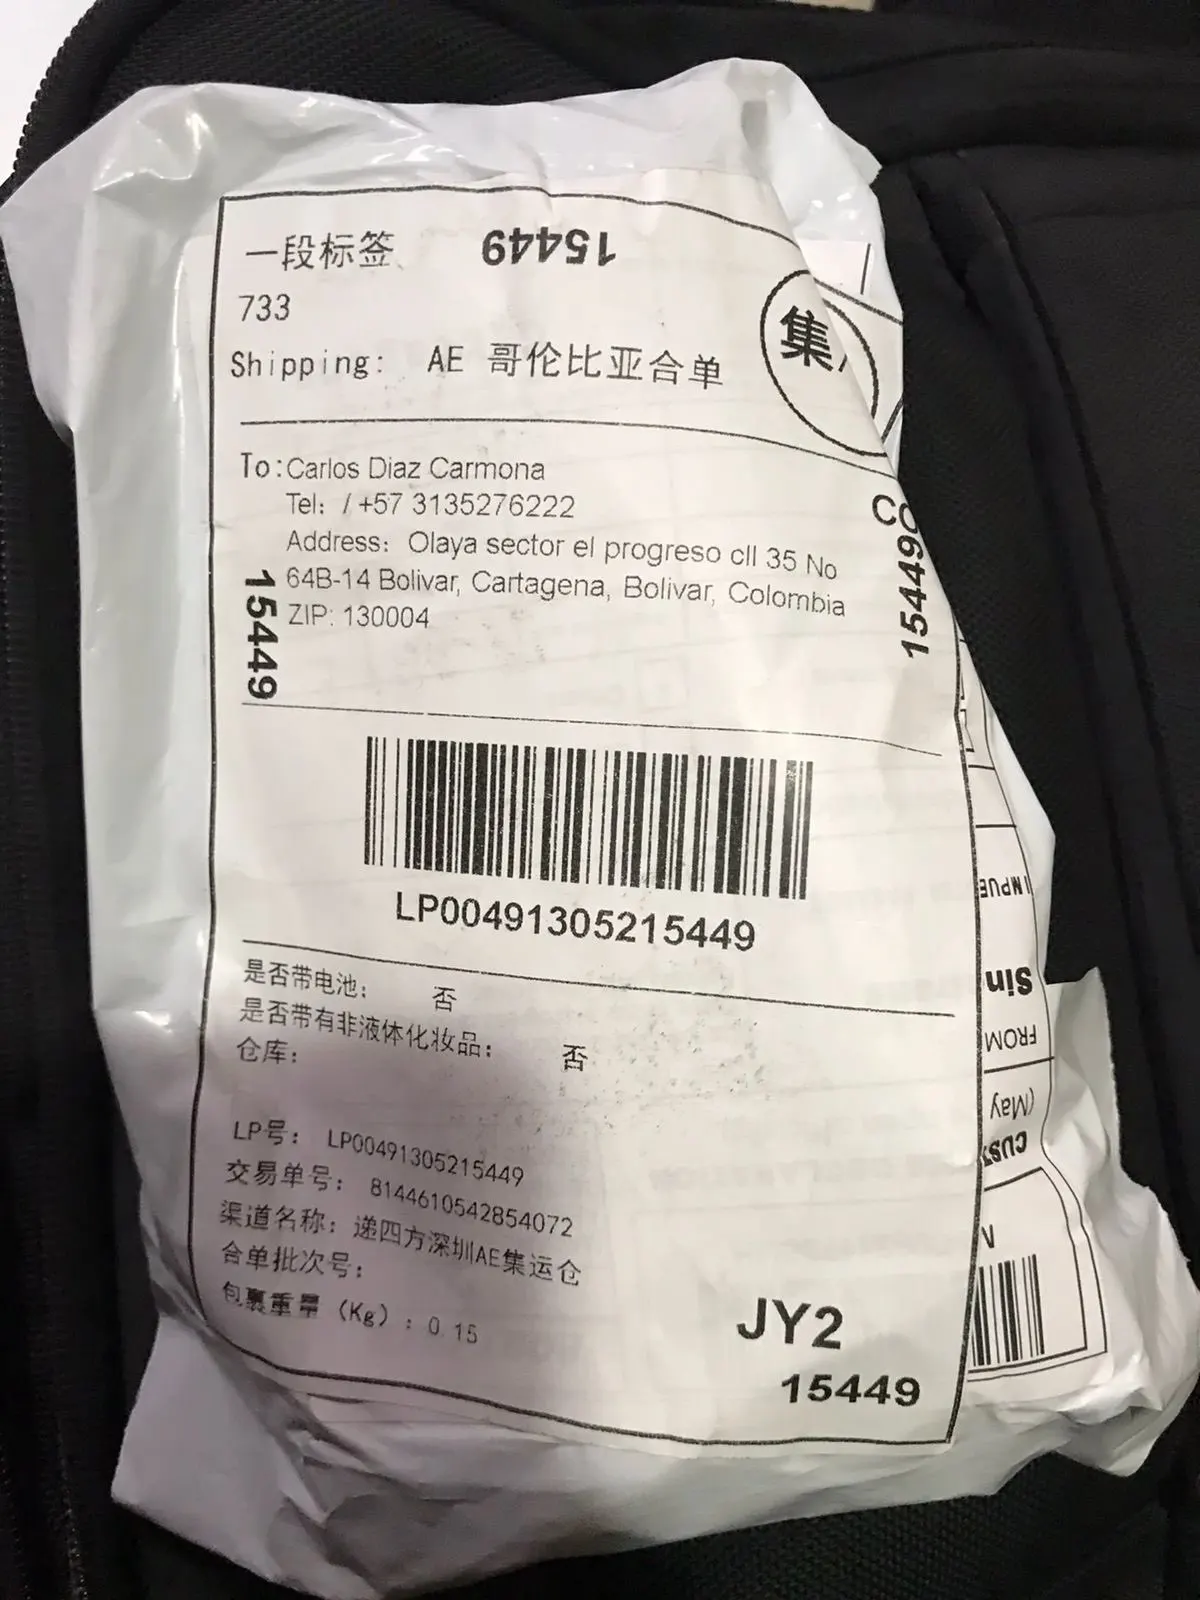 一段标签 15449
733
Shipping: AE 哥伦比亚合单
集
To: Carlos Diaz Carmona
Tel: / +57 3135276222
Address: Olaya sector el progreso cll 35 No
64B-14 Bolivar, Cartagena, Bolivar, Colombia
ZIP: 130004
CO
15449
15449
LP00491305215449
是否带电池: 否
是否带有非液体化妆品: 否
仓库:
LP号: LP00491305215449
交易单号: 8144610542854072
渠道名称: 递四方深圳AE集运仓
合单批次号:
包裹重量 (Kg) : 0.15
JY2
15449
FROM
(May